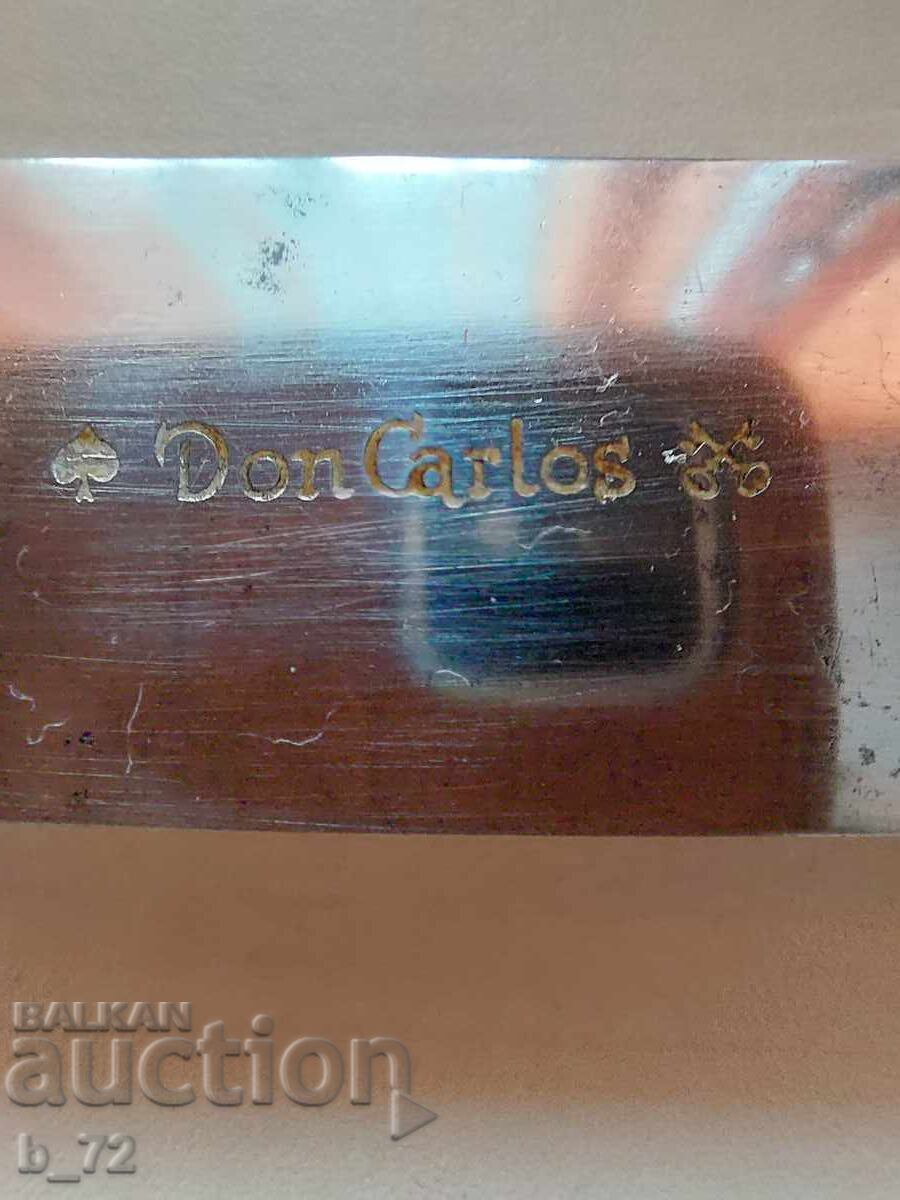 Don Carlos
BALKAN
auction
b_72